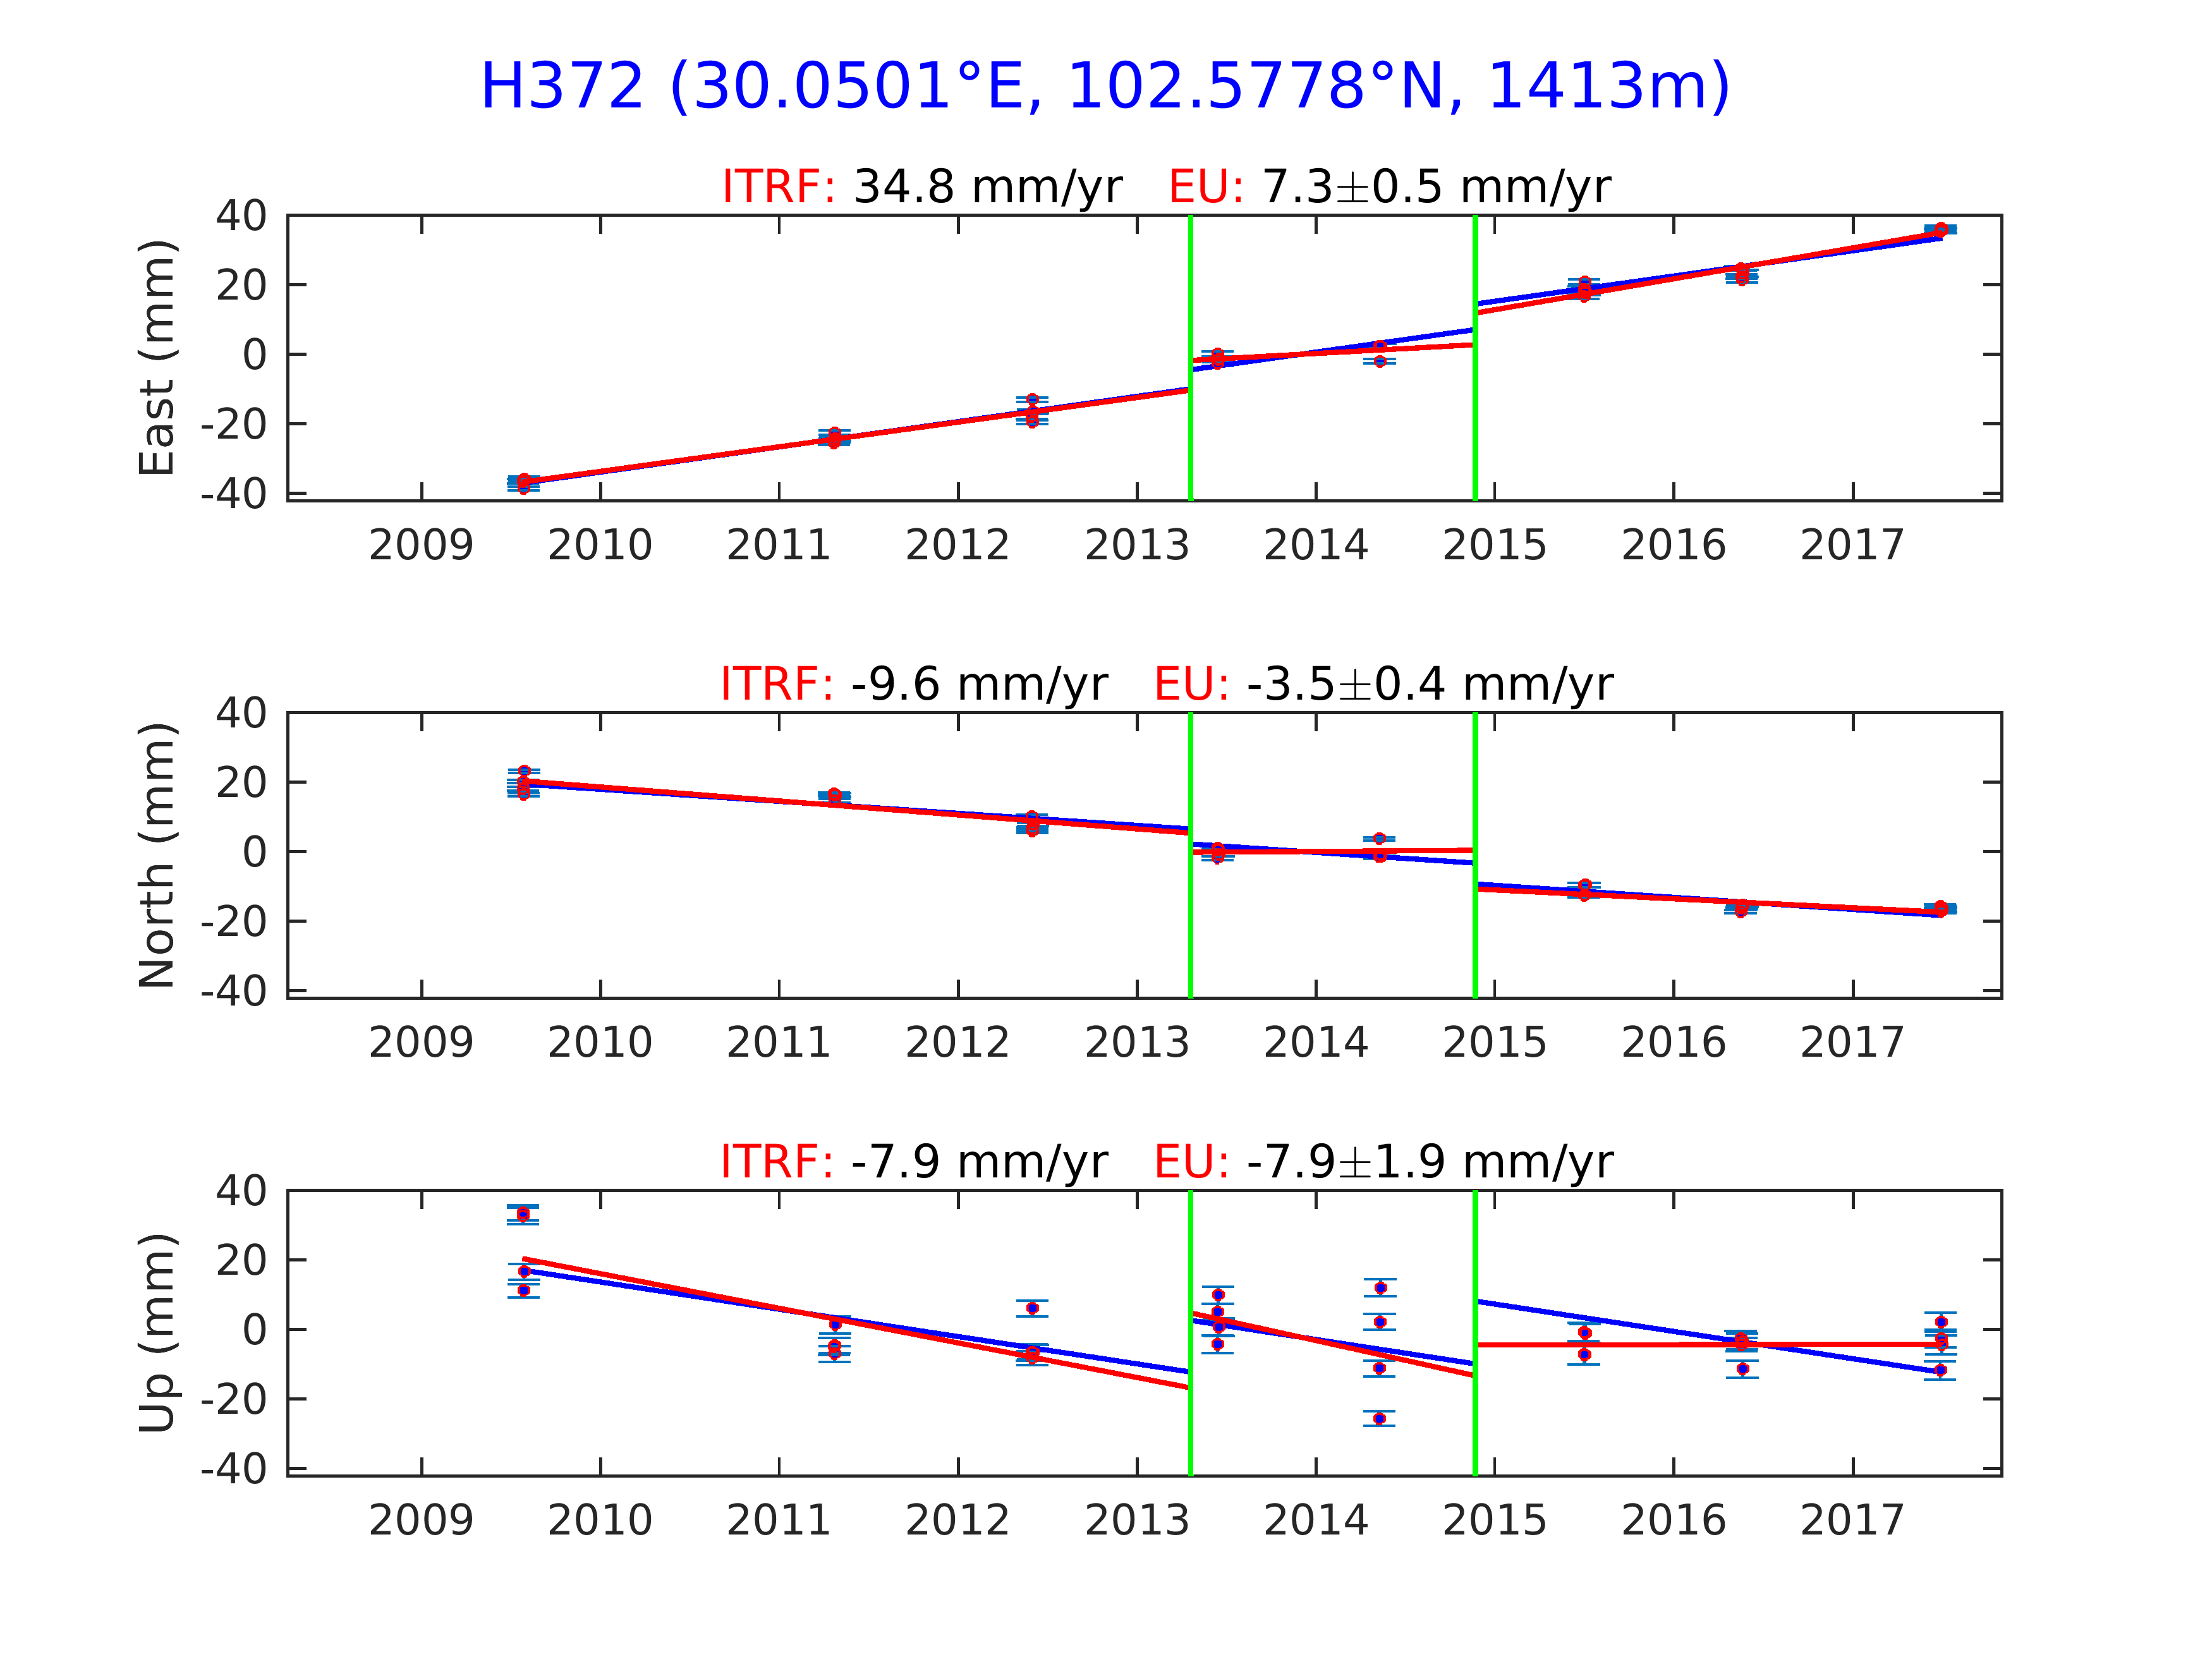 H372 (30.0501°E, 102.5778°N, 1413m)
ITRF: 34.8 mm/yr EU: 7.3±0.5 mm/yr
East (mm)
40
20
0
-20
-40
2009 2010 2011 2012 2013 2014 2015 2016 2017
ITRF: -9.6 mm/yr EU: -3.5±0.4 mm/yr
North (mm)
40
20
0
-20
-40
2009 2010 2011 2012 2013 2014 2015 2016 2017
ITRF: -7.9 mm/yr EU: -7.9±1.9 mm/yr
Up (mm)
40
20
0
-20
-40
2009 2010 2011 2012 2013 2014 2015 2016 2017